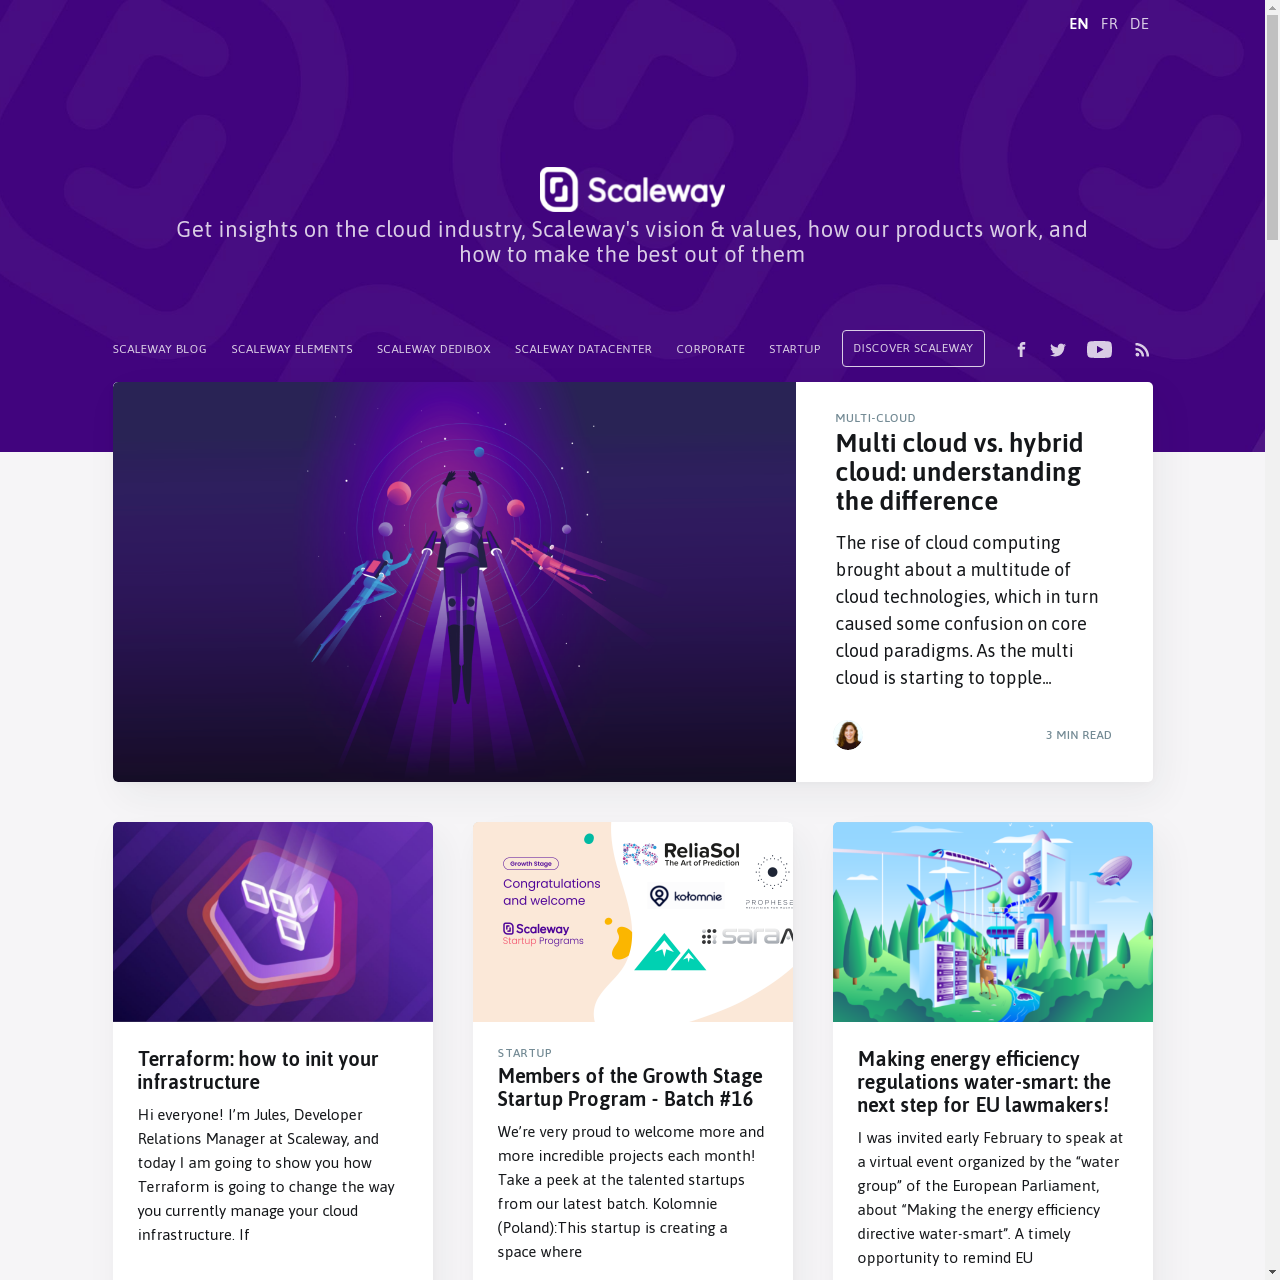 EN FR DE
Scaleway
Get insights on the cloud industry, Scaleway's vision & values, how our products work, and
how to make the best out of them
SCALEWAY BLOG SCALEWAY ELEMENTS SCALEWAY DEDIBOX SCALEWAY DATACENTER CORPORATE STARTUP DISCOVER SCALEWAY
MULTI-CLOUD
Multi cloud vs. hybrid
cloud: understanding
the difference
The rise of cloud computing
brought about a multitude of
cloud technologies, which in turn
caused some confusion on core
cloud paradigms. As the multi
cloud is starting to topple...
3 MIN READ
Terraform: how to init your
infrastructure
Hi everyone! I'm Jules, Developer
Relations Manager at Scaleway, and
today I am going to show you how
Terraform is going to change the way
you currently manage your cloud
infrastructure. If
Growth Stage
Congratulations
and welcome
Scaleway
Startup Programs
RS ReliaSol
The Art of Prediction
kołomnie
PROPHESE
saraA
STARTUP
Members of the Growth Stage
Startup Program - Batch #16
We're very proud to welcome more and
more incredible projects each month!
Take a peek at the talented startups
from our latest batch. Kolomnie
(Poland):This startup is creating a
space where
Making energy efficiency
regulations water-smart: the
next step for EU lawmakers!
I was invited early February to speak at
a virtual event organized by the “water
group” of the European Parliament,
about “Making the energy efficiency
directive water-smart”. A timely
opportunity to remind EU